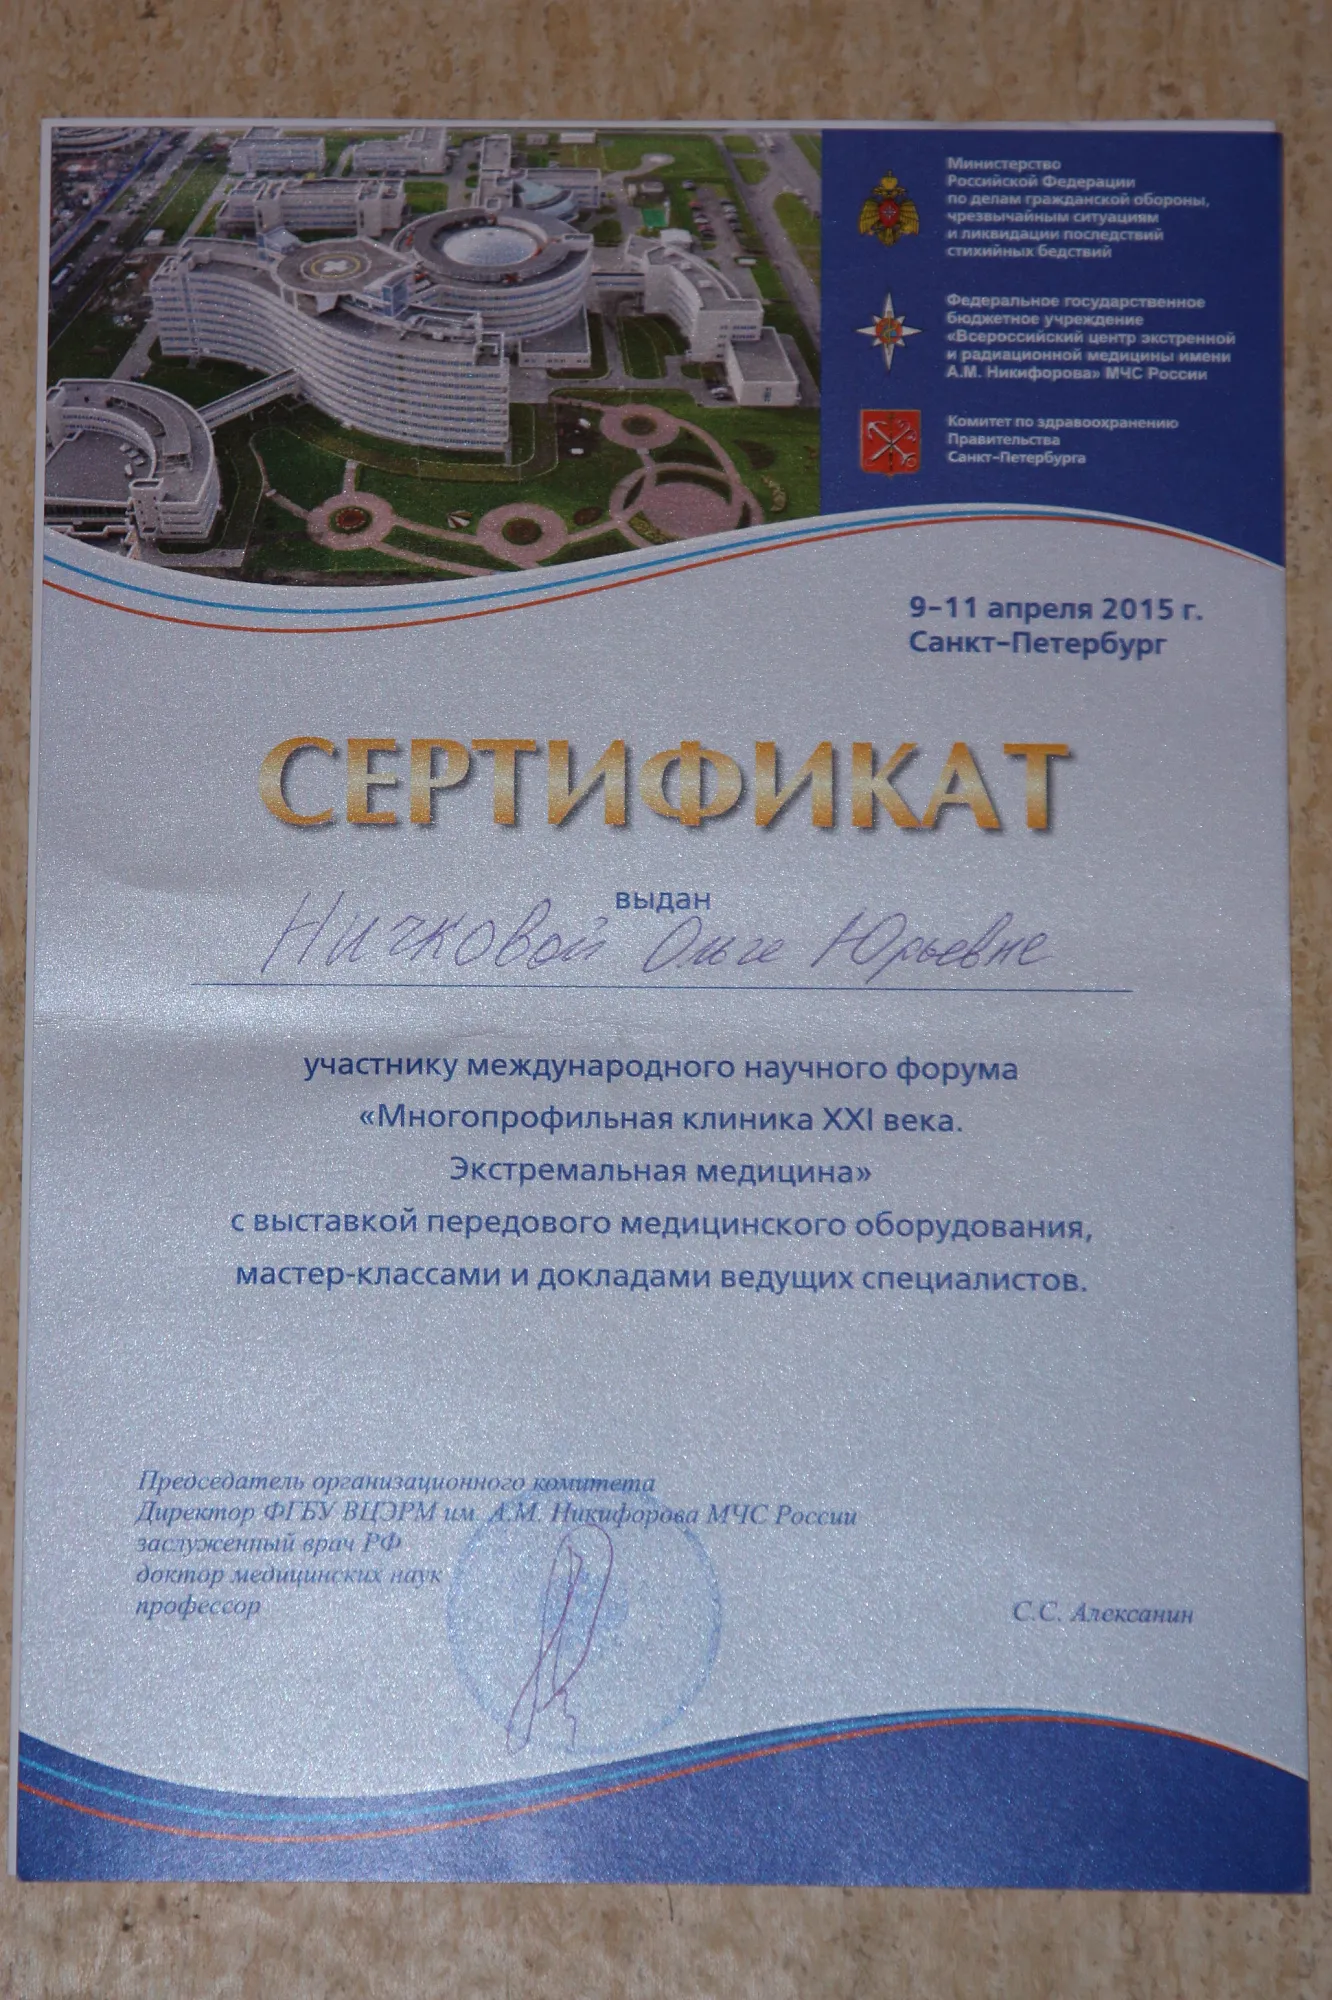 Министерство
Российской Федерации
по делам гражданской обороны,
чрезвычайным ситуациям
и ликвидации последствий
стихийных бедствий
Федеральное государственное
бюджетное учреждение
«Всероссийский центр экстренной
и радиационной медицины имени
А.М. Никифорова» МЧС России
Комитет по здравоохранению
Правительства
Санкт-Петербурга
9-11 апреля 2015 г.
Санкт-Петербург
СЕРТИФИКАТ
выдан
Ничковой Ольге Юрьевне
участнику международного научного форума
«Многопрофильная клиника XXI века.
Экстремальная медицина»
с выставкой передового медицинского оборудования,
мастер-классами и докладами ведущих специалистов.
Председатель организационного комитета
Директор ФГБУ ВЦЭРМ им. А.М. Никифорова МЧС России
заслуженный врач РФ
доктор медицинских наук
профессор
С.С. Алексанин